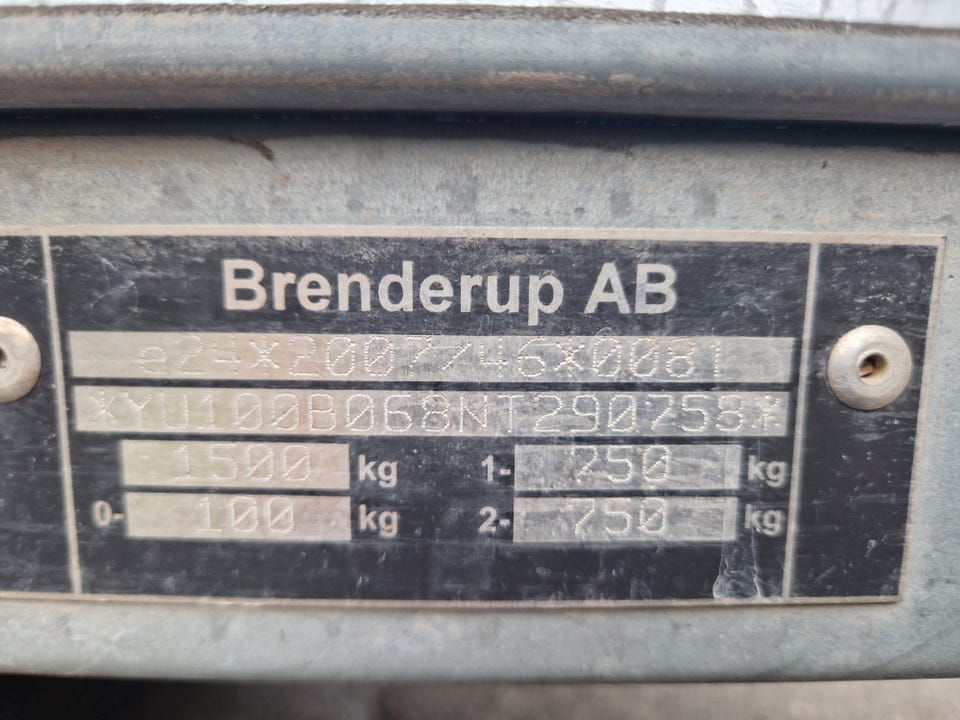 Brenderup AB
e24*2007/46*0081
*YU100B068NT290758*
1500 kg 1- 750 kg
0- 100 kg 2- 750 kg